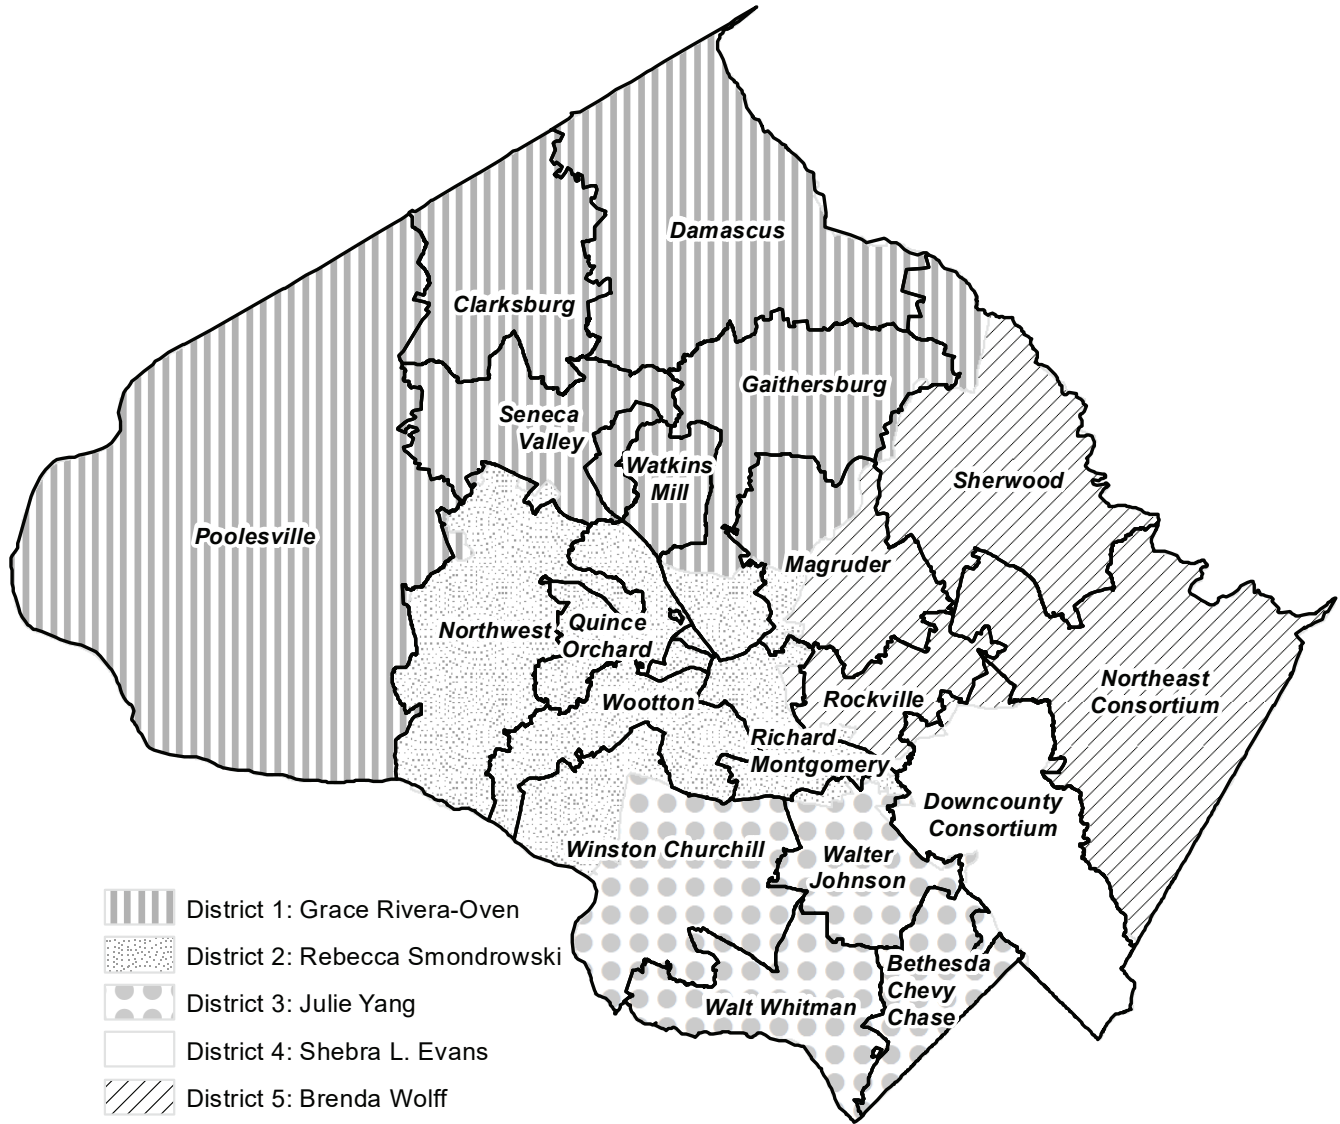 Damascus
Clarksburg
Gaithersburg
Seneca
Valley
Watkins
Mill
Sherwood
Poolesville
Magruder
Northwest
Quince
Orchard
Wootton
Rockville
Northeast
Consortium
Richard
Montgomery
Downcounty
Consortium
Winston Churchill
Walter
Johnson
Bethesda
Chevy
Chase
Walt Whitman
District 1: Grace Rivera-Oven
District 2: Rebecca Smondrowski
District 3: Julie Yang
District 4: Shebra L. Evans
District 5: Brenda Wolff